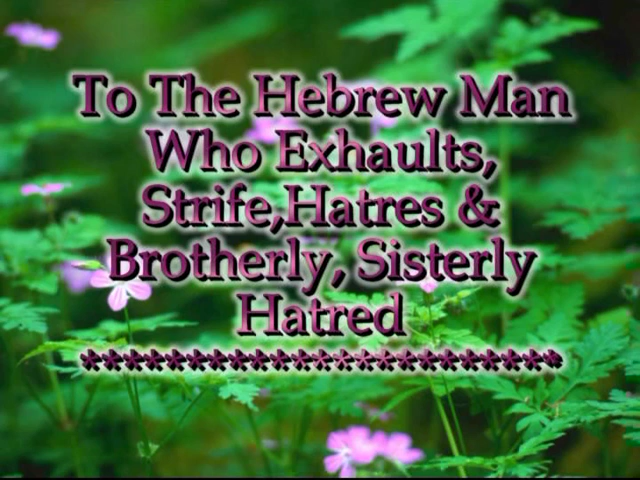 To The Hebrew Man
Who Exhaults,
Strife,Hatres &
Brotherly, Sisterly
Hatred
***********************